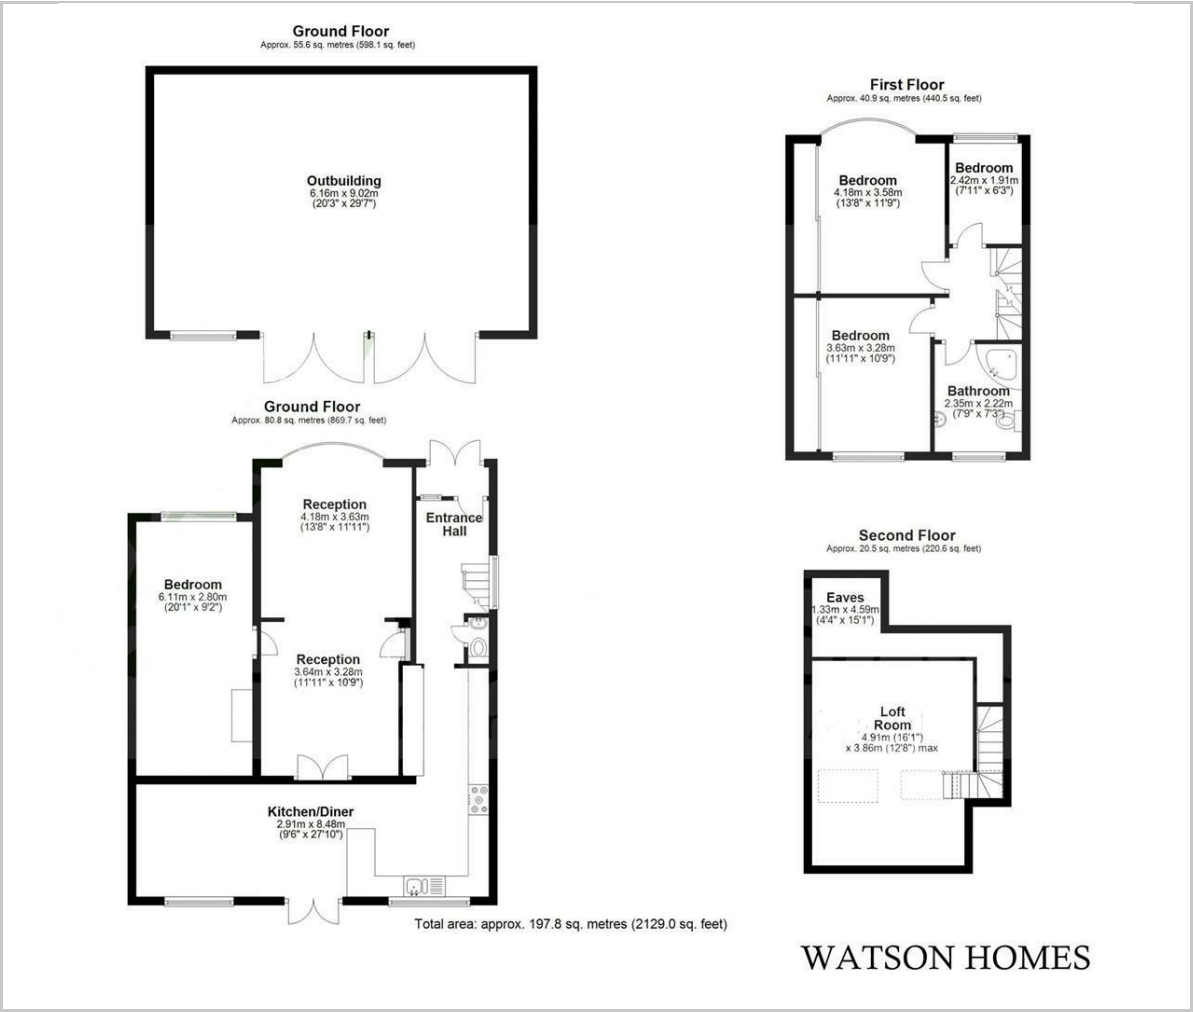 Ground Floor
Approx. 55.6 sq. metres (598.1 sq. feet)
Outbuilding
6.16m x 9.02m
(20'3" x 29'7")
First Floor
Approx. 40.9 sq. metres (440.5 sq. feet)
Bedroom
4.18m x 3.58m
(13'8" x 11'9")
Bedroom
2.42m x 1.91m
(7'11" x 6'3")
Bedroom
3.63m x 3.28m
(11'11" x 10'9")
Bathroom
2.35m x 2.22m
(7'9" x 7'3")
Ground Floor
Approx. 80.8 sq. metres (869.7 sq. feet)
Reception
4.18m x 3.63m
(13'8" x 11'11")
Entrance
Hall
Bedroom
6.11m x 2.80m
(20'1" x 9'2")
Reception
3.64m x 3.28m
(11'11" x 10'9")
Kitchen/Diner
2.91m x 8.48m
(9'6" x 27'10")
Second Floor
Approx. 20.5 sq. metres (220.6 sq. feet)
Eaves
1.33m x 4.59m
(4'4" x 15'1")
Loft
Room
4.91m (16'1")
x 3.86m (12'8") max
Total area: approx. 197.8 sq. metres (2129.0 sq. feet)
WATSON HOMES